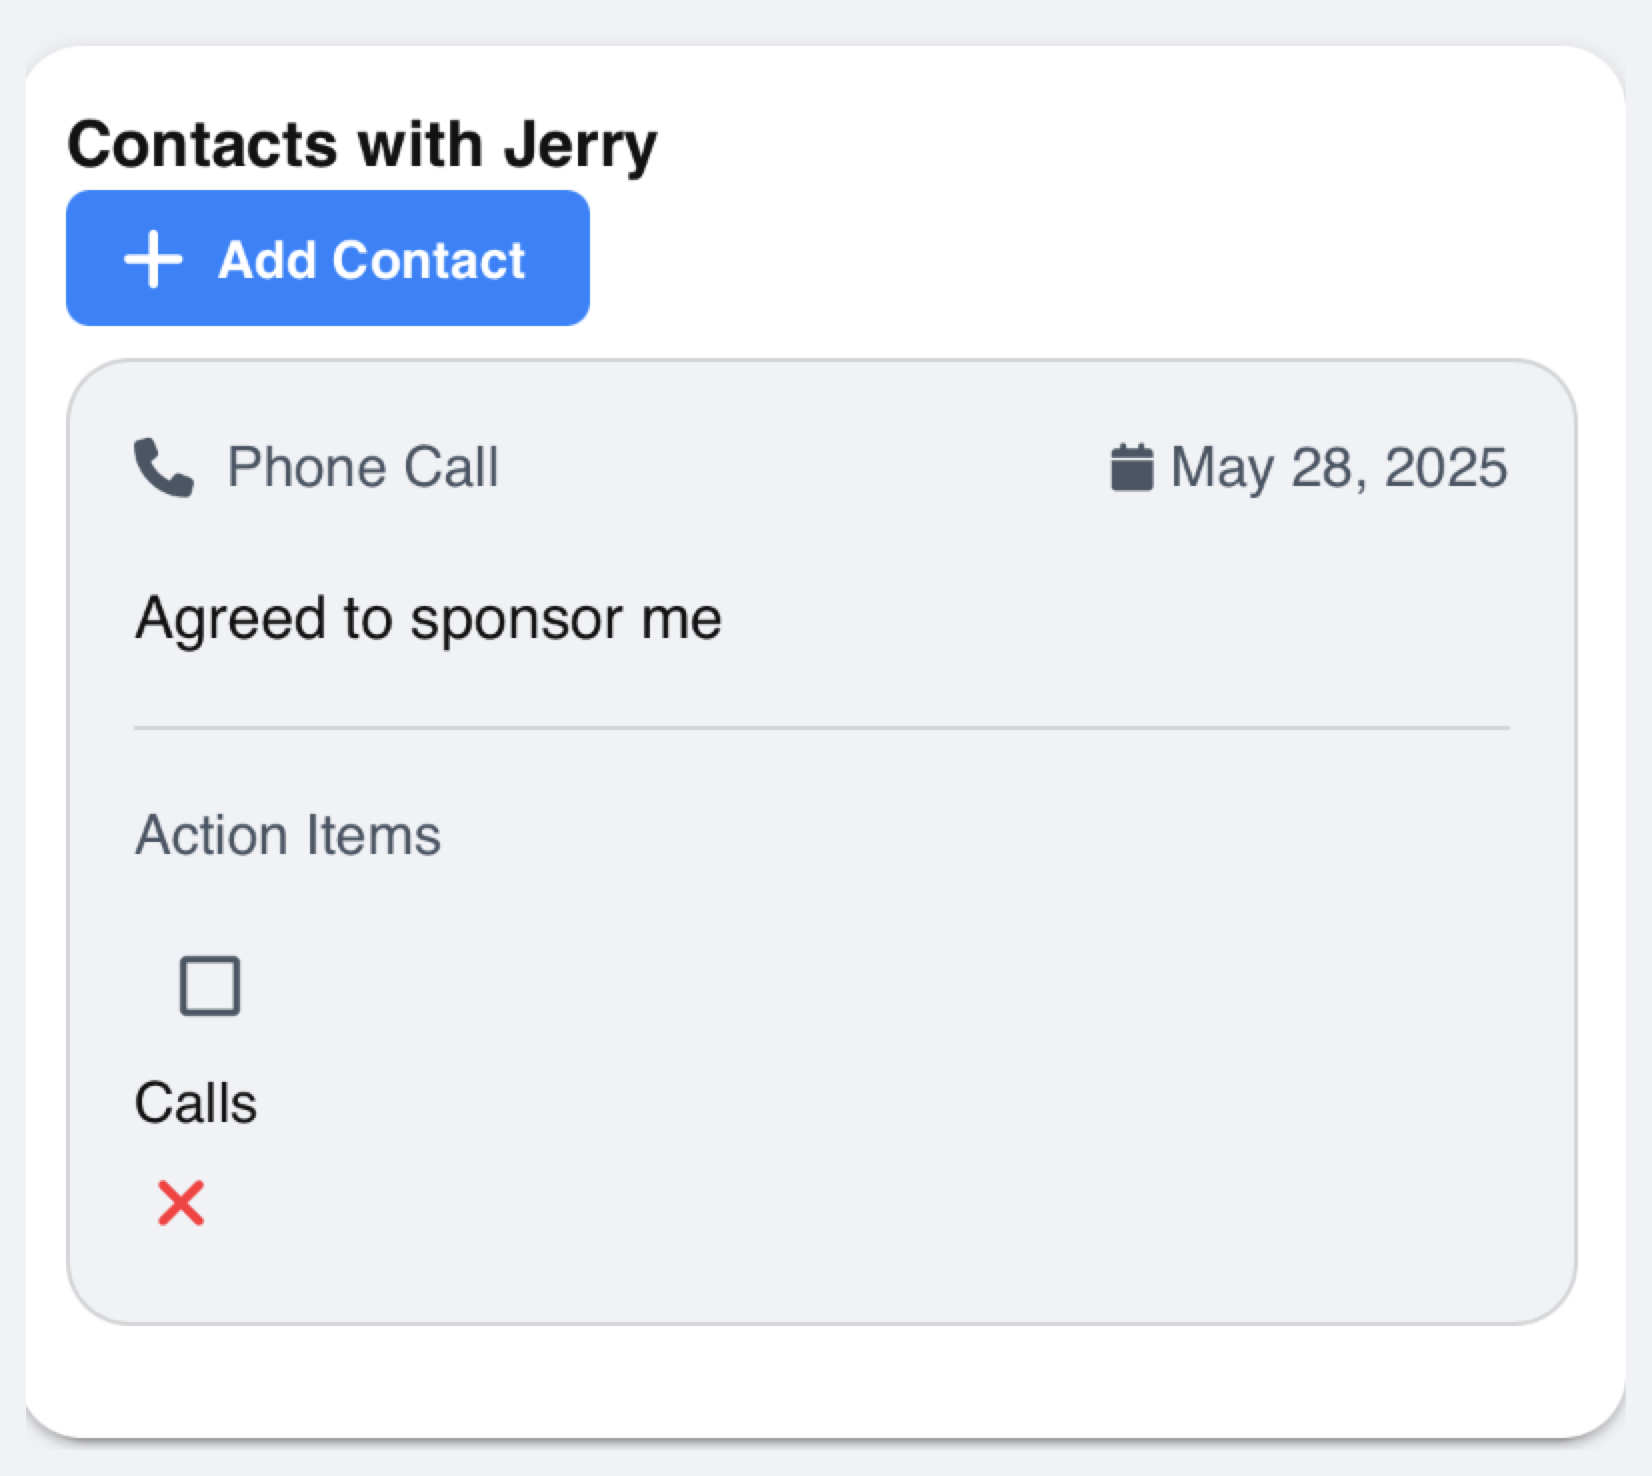 Contacts with Jerry
Add Contact
Phone Call May 28, 2025
Agreed to sponsor me
Action Items
Calls